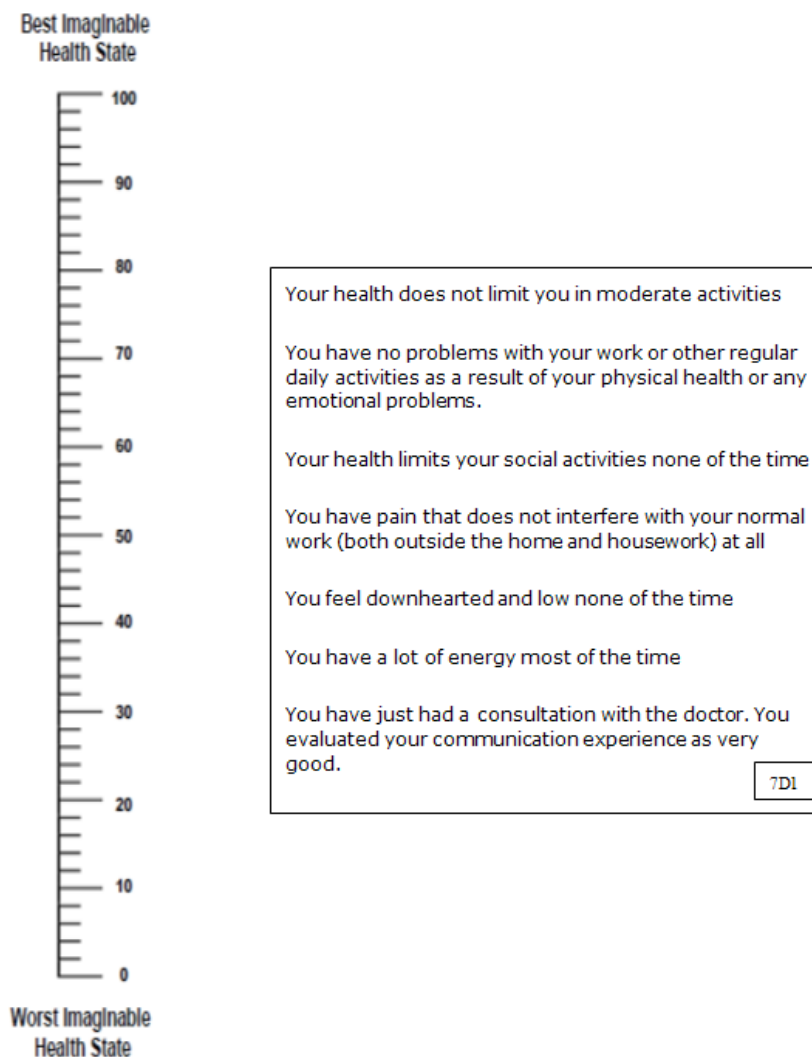 Best Imaginable
Health State
100
90
80
70
60
50
40
30
20
10
0
Worst Imaginable
Health State
Your health does not limit you in moderate activities
You have no problems with your work or other regular
daily activities as a result of your physical health or any
emotional problems.
Your health limits your social activities none of the time
You have pain that does not interfere with your normal
work (both outside the home and housework) at all
You feel downhearted and low none of the time
You have a lot of energy most of the time
You have just had a consultation with the doctor. You
evaluated your communication experience as very
good.
7D1